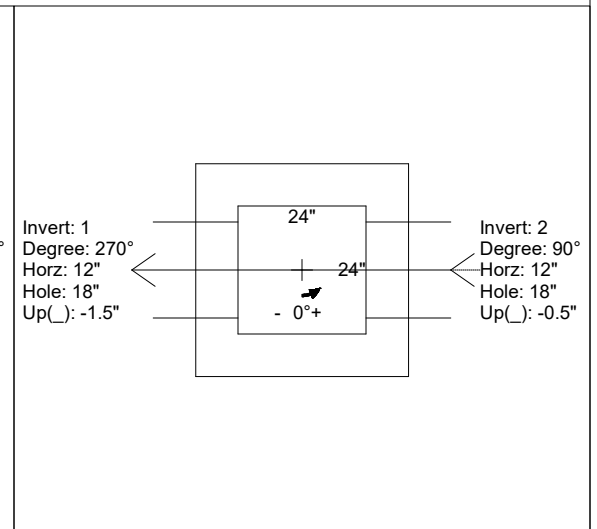 °
Invert: 1
Degree: 270°
Horz: 12"
Hole: 18"
Up(_): -1.5"
24"
24"
- 0°+
Invert: 2
Degree: 90°
Horz: 12"
Hole: 18"
Up(_): -0.5"